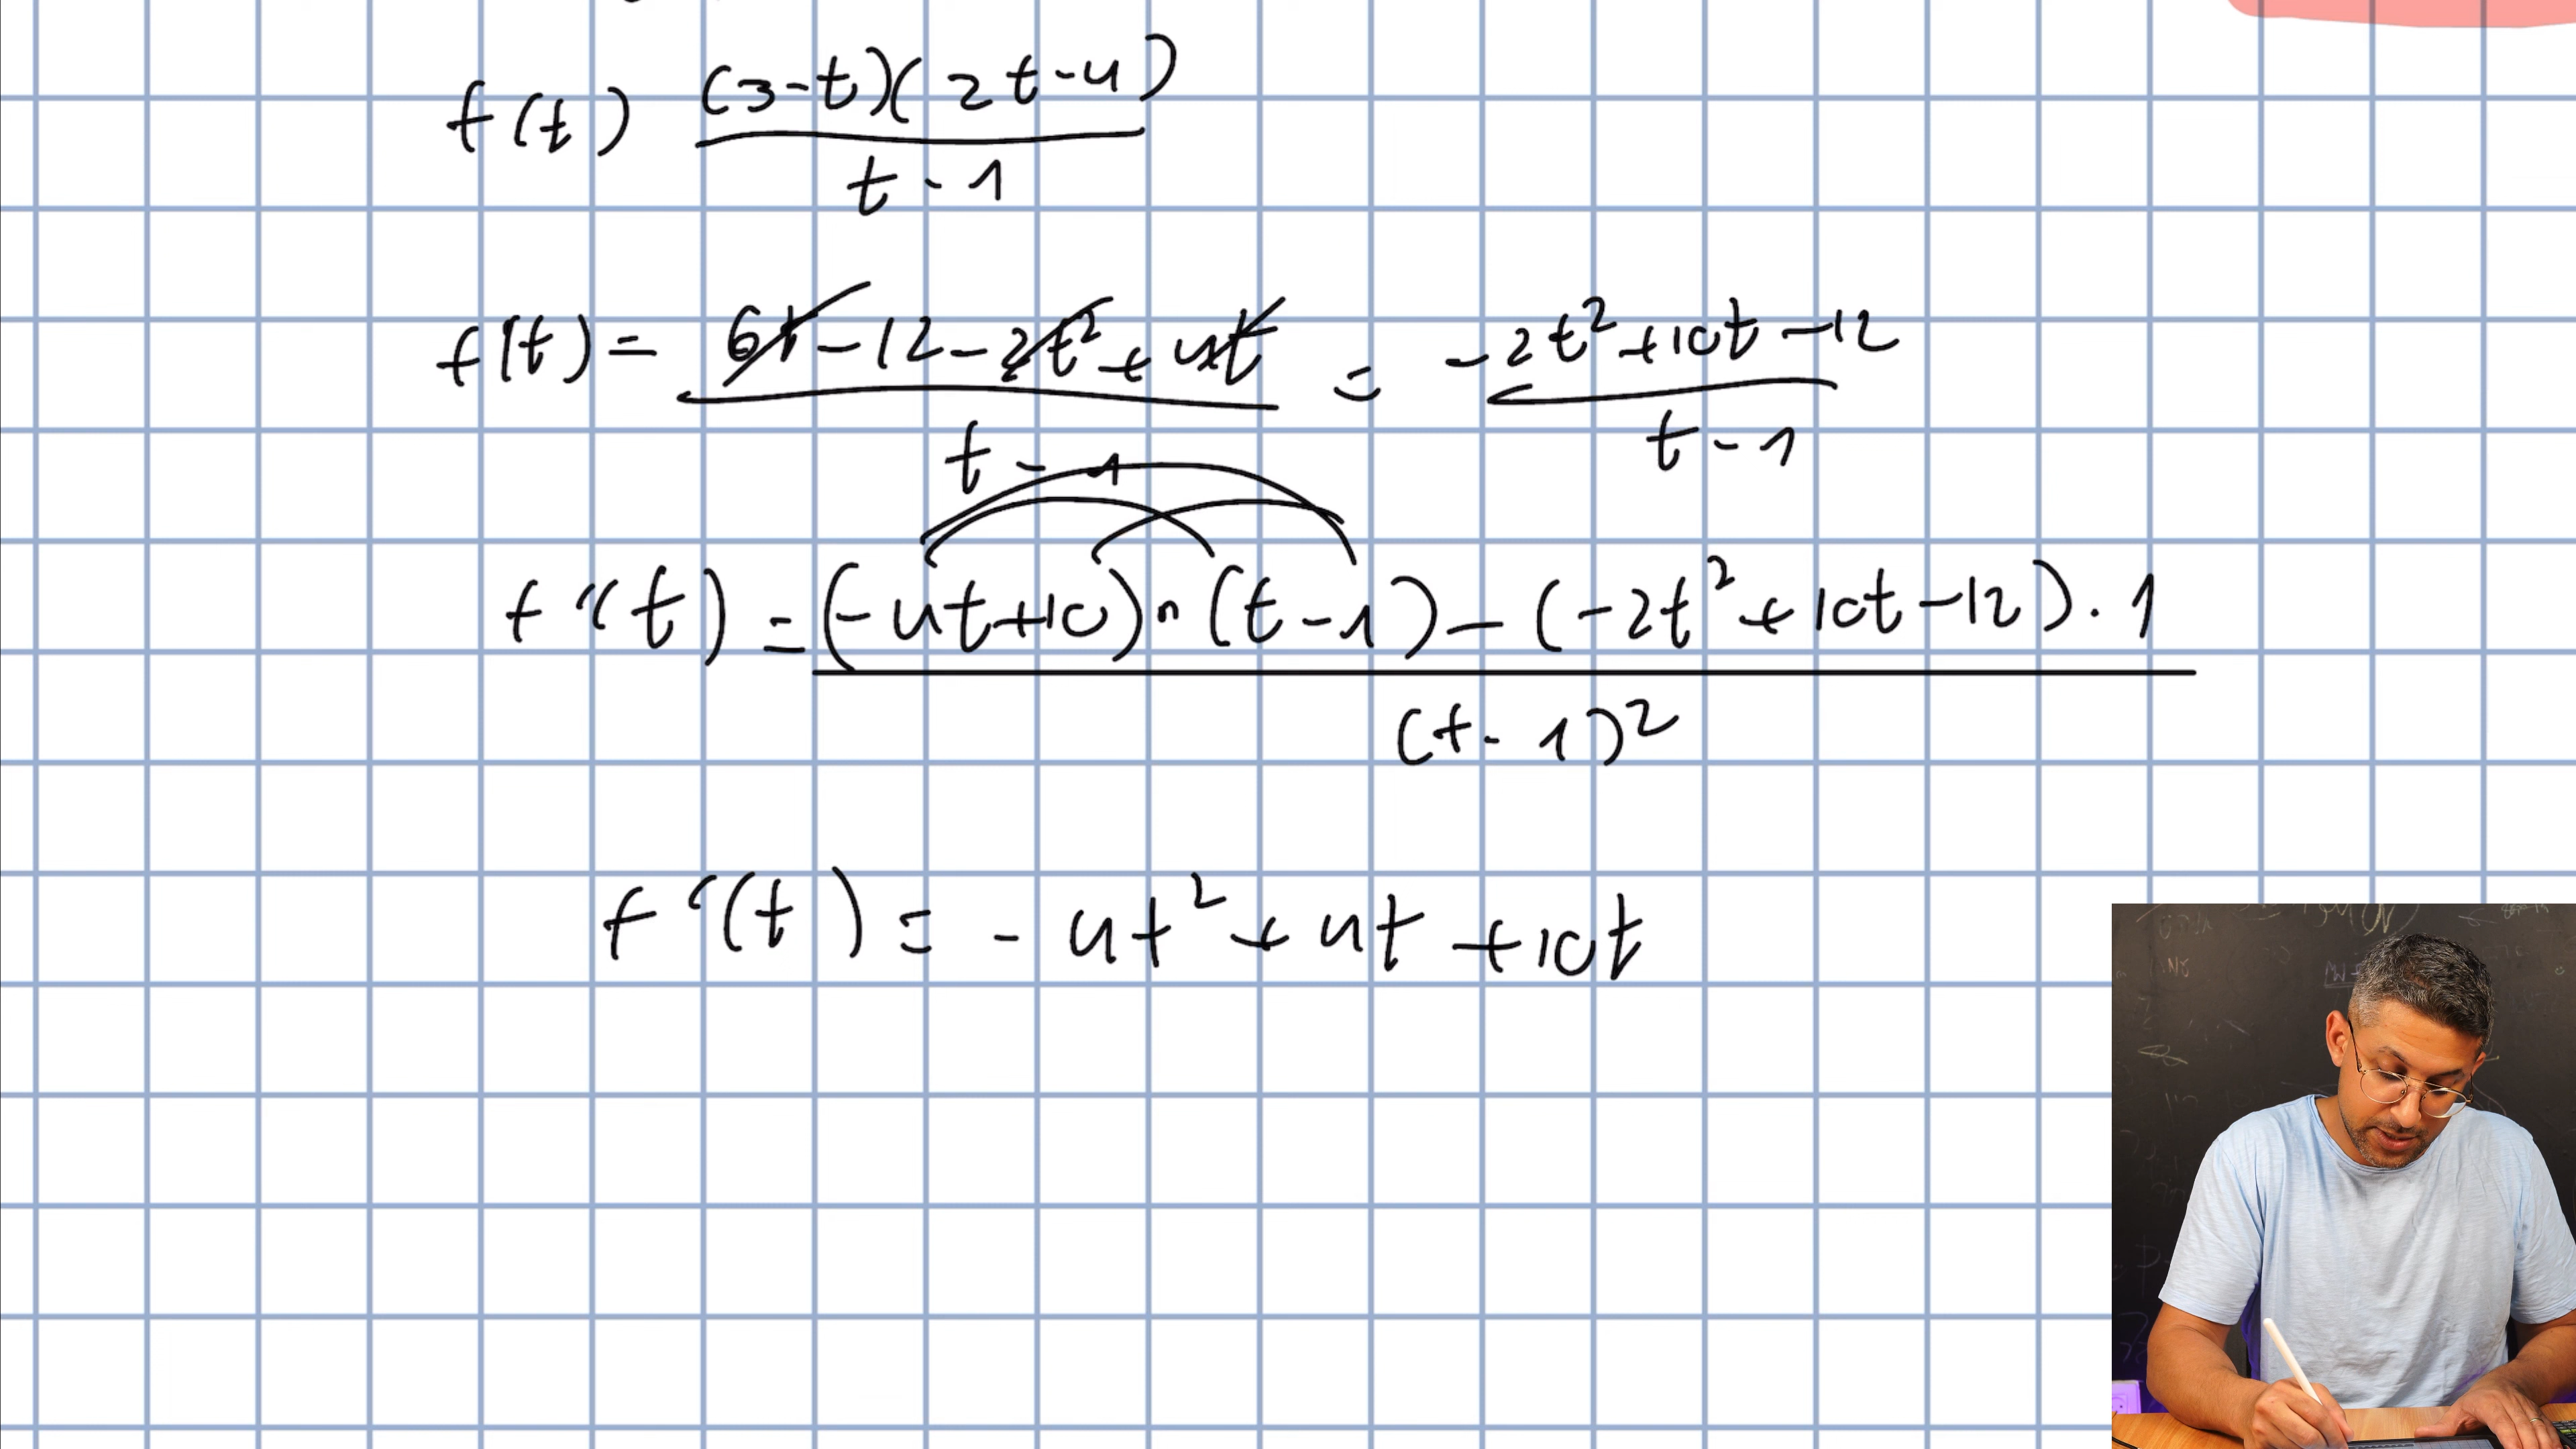 f(t) (3-t)(2t-4)/t-1
f(t) = 6t-12-2t²+4t/t-1 = -2t²+10t-12/t-1
f'(t) = (-4t+10)·(t-1)-(-2t²+10t-12)·1/(t-1)²
f'(t) = -4t²+4t+10t